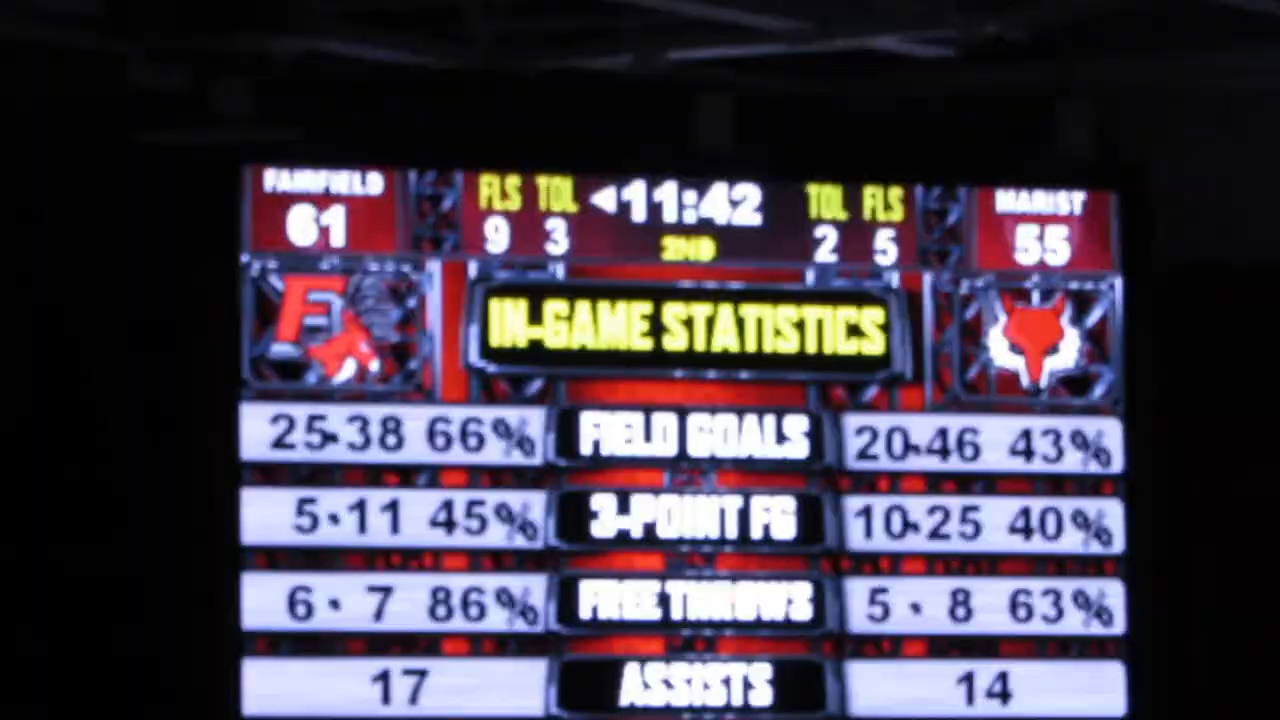 FAIRFIELD FLS TOL ◄11:42 TOL FLS MARIST
61 9 3 2ND 2 5 55
IN-GAME STATISTICS
25-38 66% FIELD GOALS 20-46 43%
5-11 45% 3-POINT FG 10-25 40%
6-7 86% FREE THROWS 5-8 63%
17 ASSISTS 14